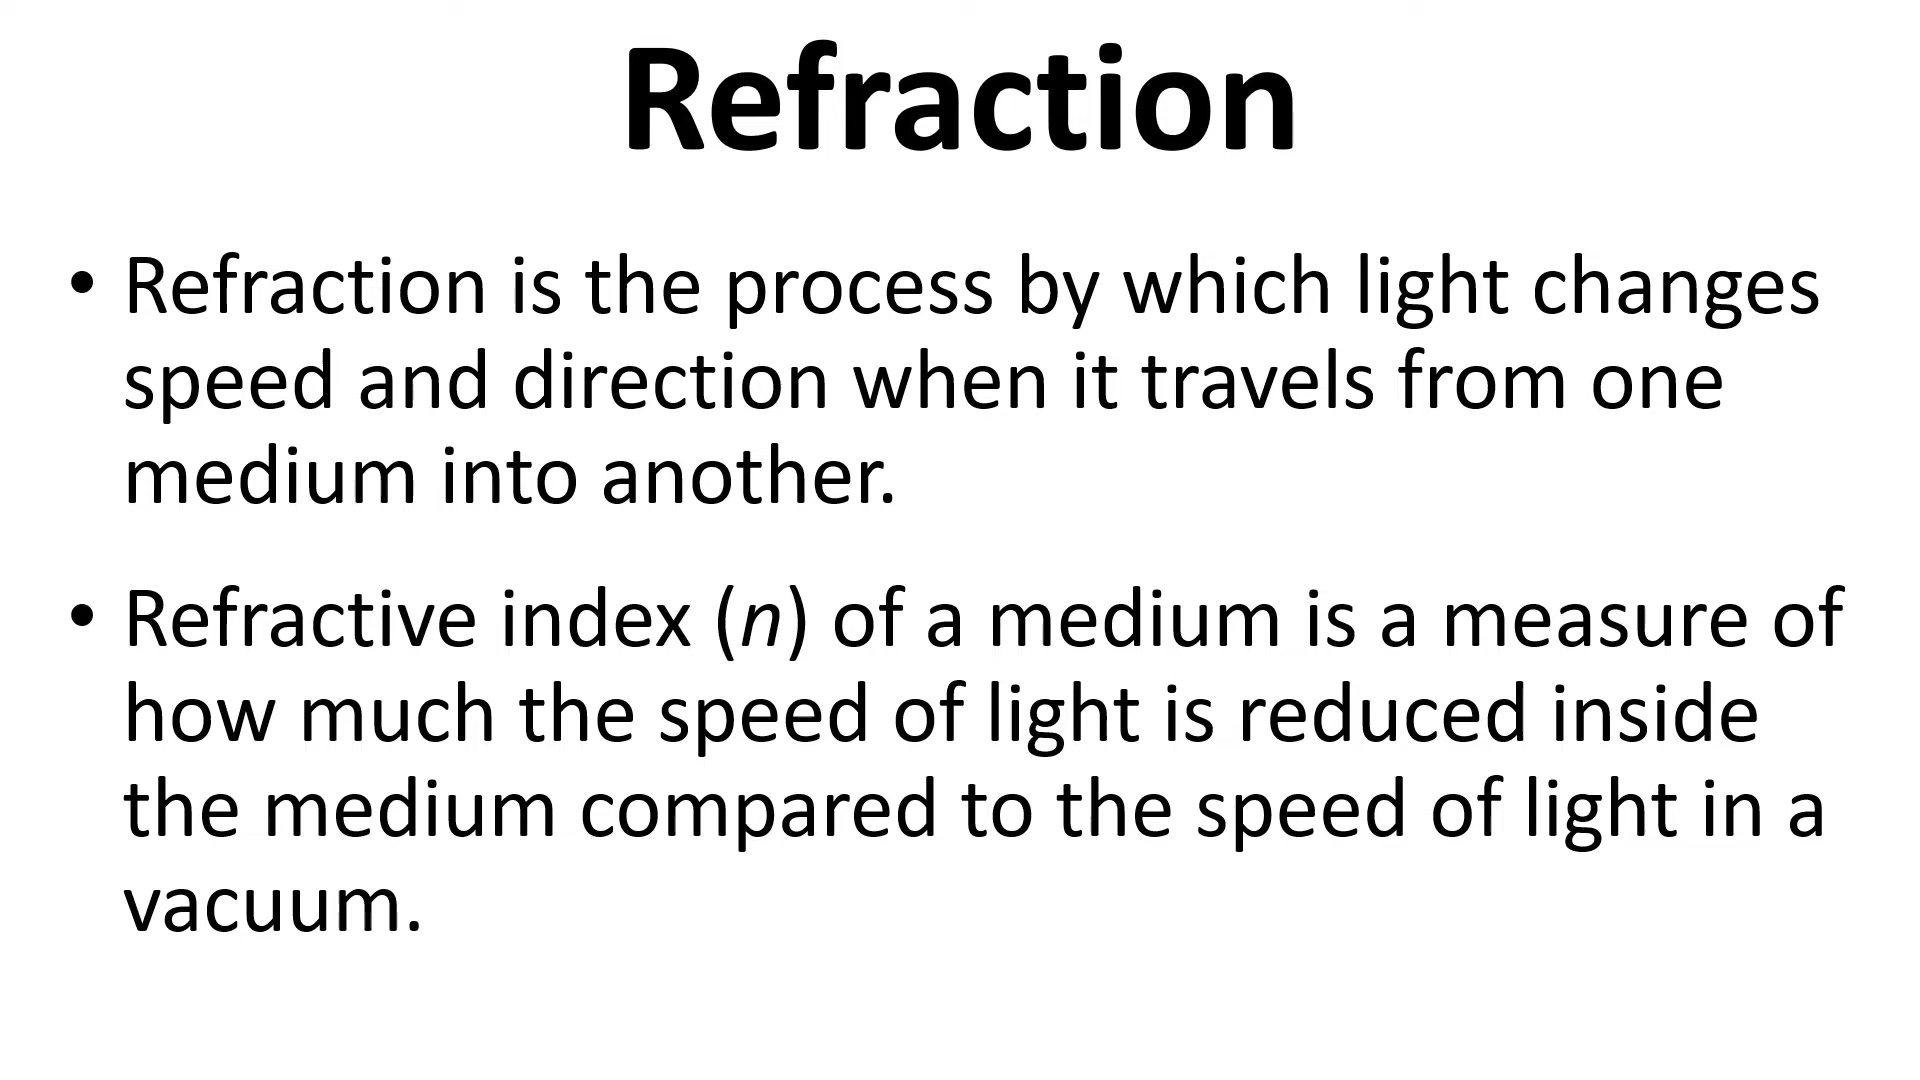 Refraction
• Refraction is the process by which light changes
speed and direction when it travels from one
medium into another.
• Refractive index (n) of a medium is a measure of
how much the speed of light is reduced inside
the medium compared to the speed of light in a
vacuum.